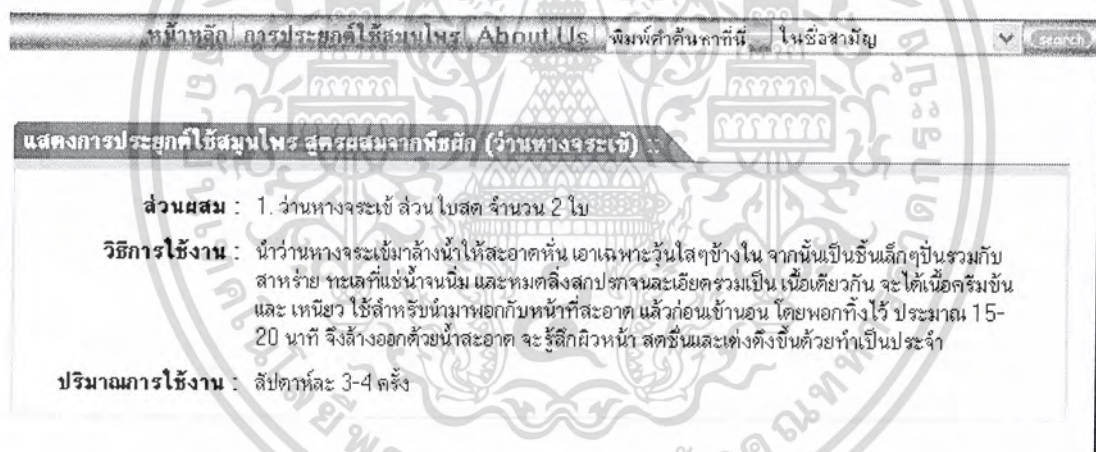 หน้าหลัก การประยุกต์ใช้สมุนไพร About Us พิมพ์คำค้นหาที่นี่ ในชื่อสามัญ search
แสดงการประยุกต์ใช้สมุนไพร สูตรผสมจากพืชผัก (ว่านหางจระเข้) ::
ส่วนผสม : 1. ว่านหางจระเข้ ส่วนใบสด จำนวน 2 ใบ
วิธีการใช้งาน : นำว่านหางจระเข้มาล้างน้ำให้สะอาดหั่น เอาเฉพาะวุ้นใสๆข้างใน จากนั้นเป็นชิ้นเล็กๆปั่นรวมกับ
สาหร่าย ทะเลที่แช่น้ำจนนิ่ม และหมดสิ่งสกปรกจนละเอียดรวมเป็น เนื้อเดียวกัน จะได้เนื้อครีมข้น
และ เหนียว ใช้สำหรับนำมาพอกกับหน้าที่สะอาด แล้วก่อนเข้านอน โดยพอกทิ้งไว้ ประมาณ 15-
20 นาที จึงล้างออกด้วยน้ำสะอาด จะรู้สึกผิวหน้า สดชื่นและเต่งตึงขึ้นด้วยทำเป็นประจำ
ปริมาณการใช้งาน : สัปดาห์ละ 3-4 ครั้ง